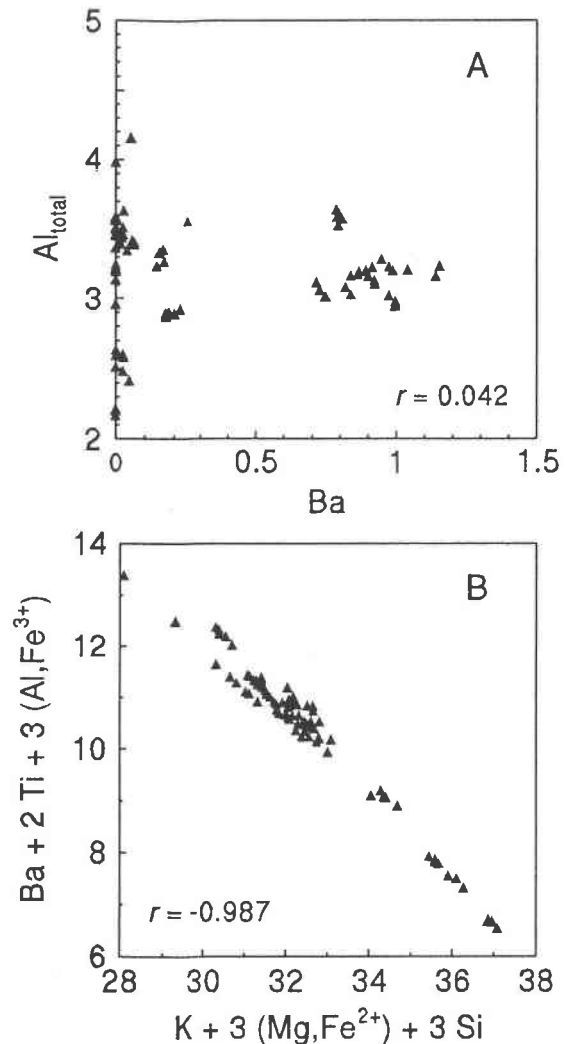 5
A
4
Al_total
3
r = 0.042
2
0
0.5
1
1.5
Ba
14
B
12
Ba + 2 Ti + 3 (Al,Fe³⁺)
10
8
r = -0.987
6
28
30
32
34
36
38
K + 3 (Mg,Fe²⁺) + 3 Si